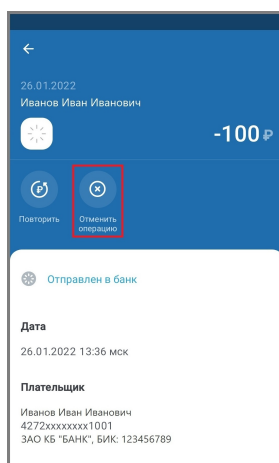 26.01.2022
Иванов Иван Иванович
-100 ₽
Повторить
Отменить
операцию
Отправлен в банк
Дата
26.01.2022 13:36 мск
Плательщик
Иванов Иван Иванович
4272xxxxxxxx1001
ЗАО КБ "БАНК", БИК: 123456789